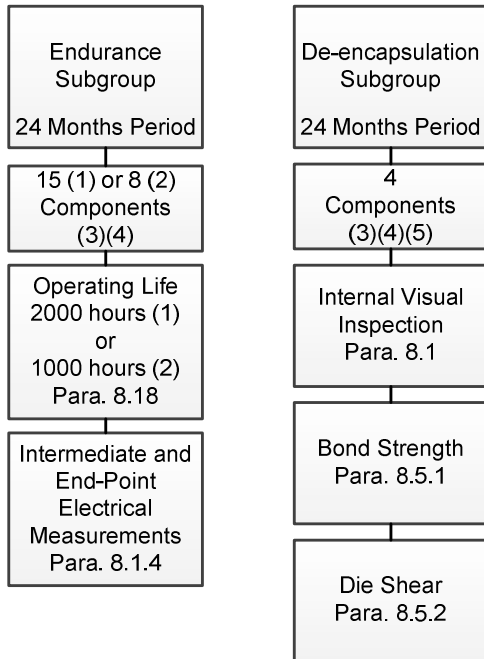 Endurance
Subgroup
24 Months Period
15 (1) or 8 (2)
Components
(3)(4)
Operating Life
2000 hours (1)
or
1000 hours (2)
Para. 8.18
Intermediate and
End-Point
Electrical
Measurements
Para. 8.1.4
De-encapsulation
Subgroup
24 Months Period
4
Components
(3)(4)(5)
Internal Visual
Inspection
Para. 8.1
Bond Strength
Para. 8.5.1
Die Shear
Para. 8.5.2